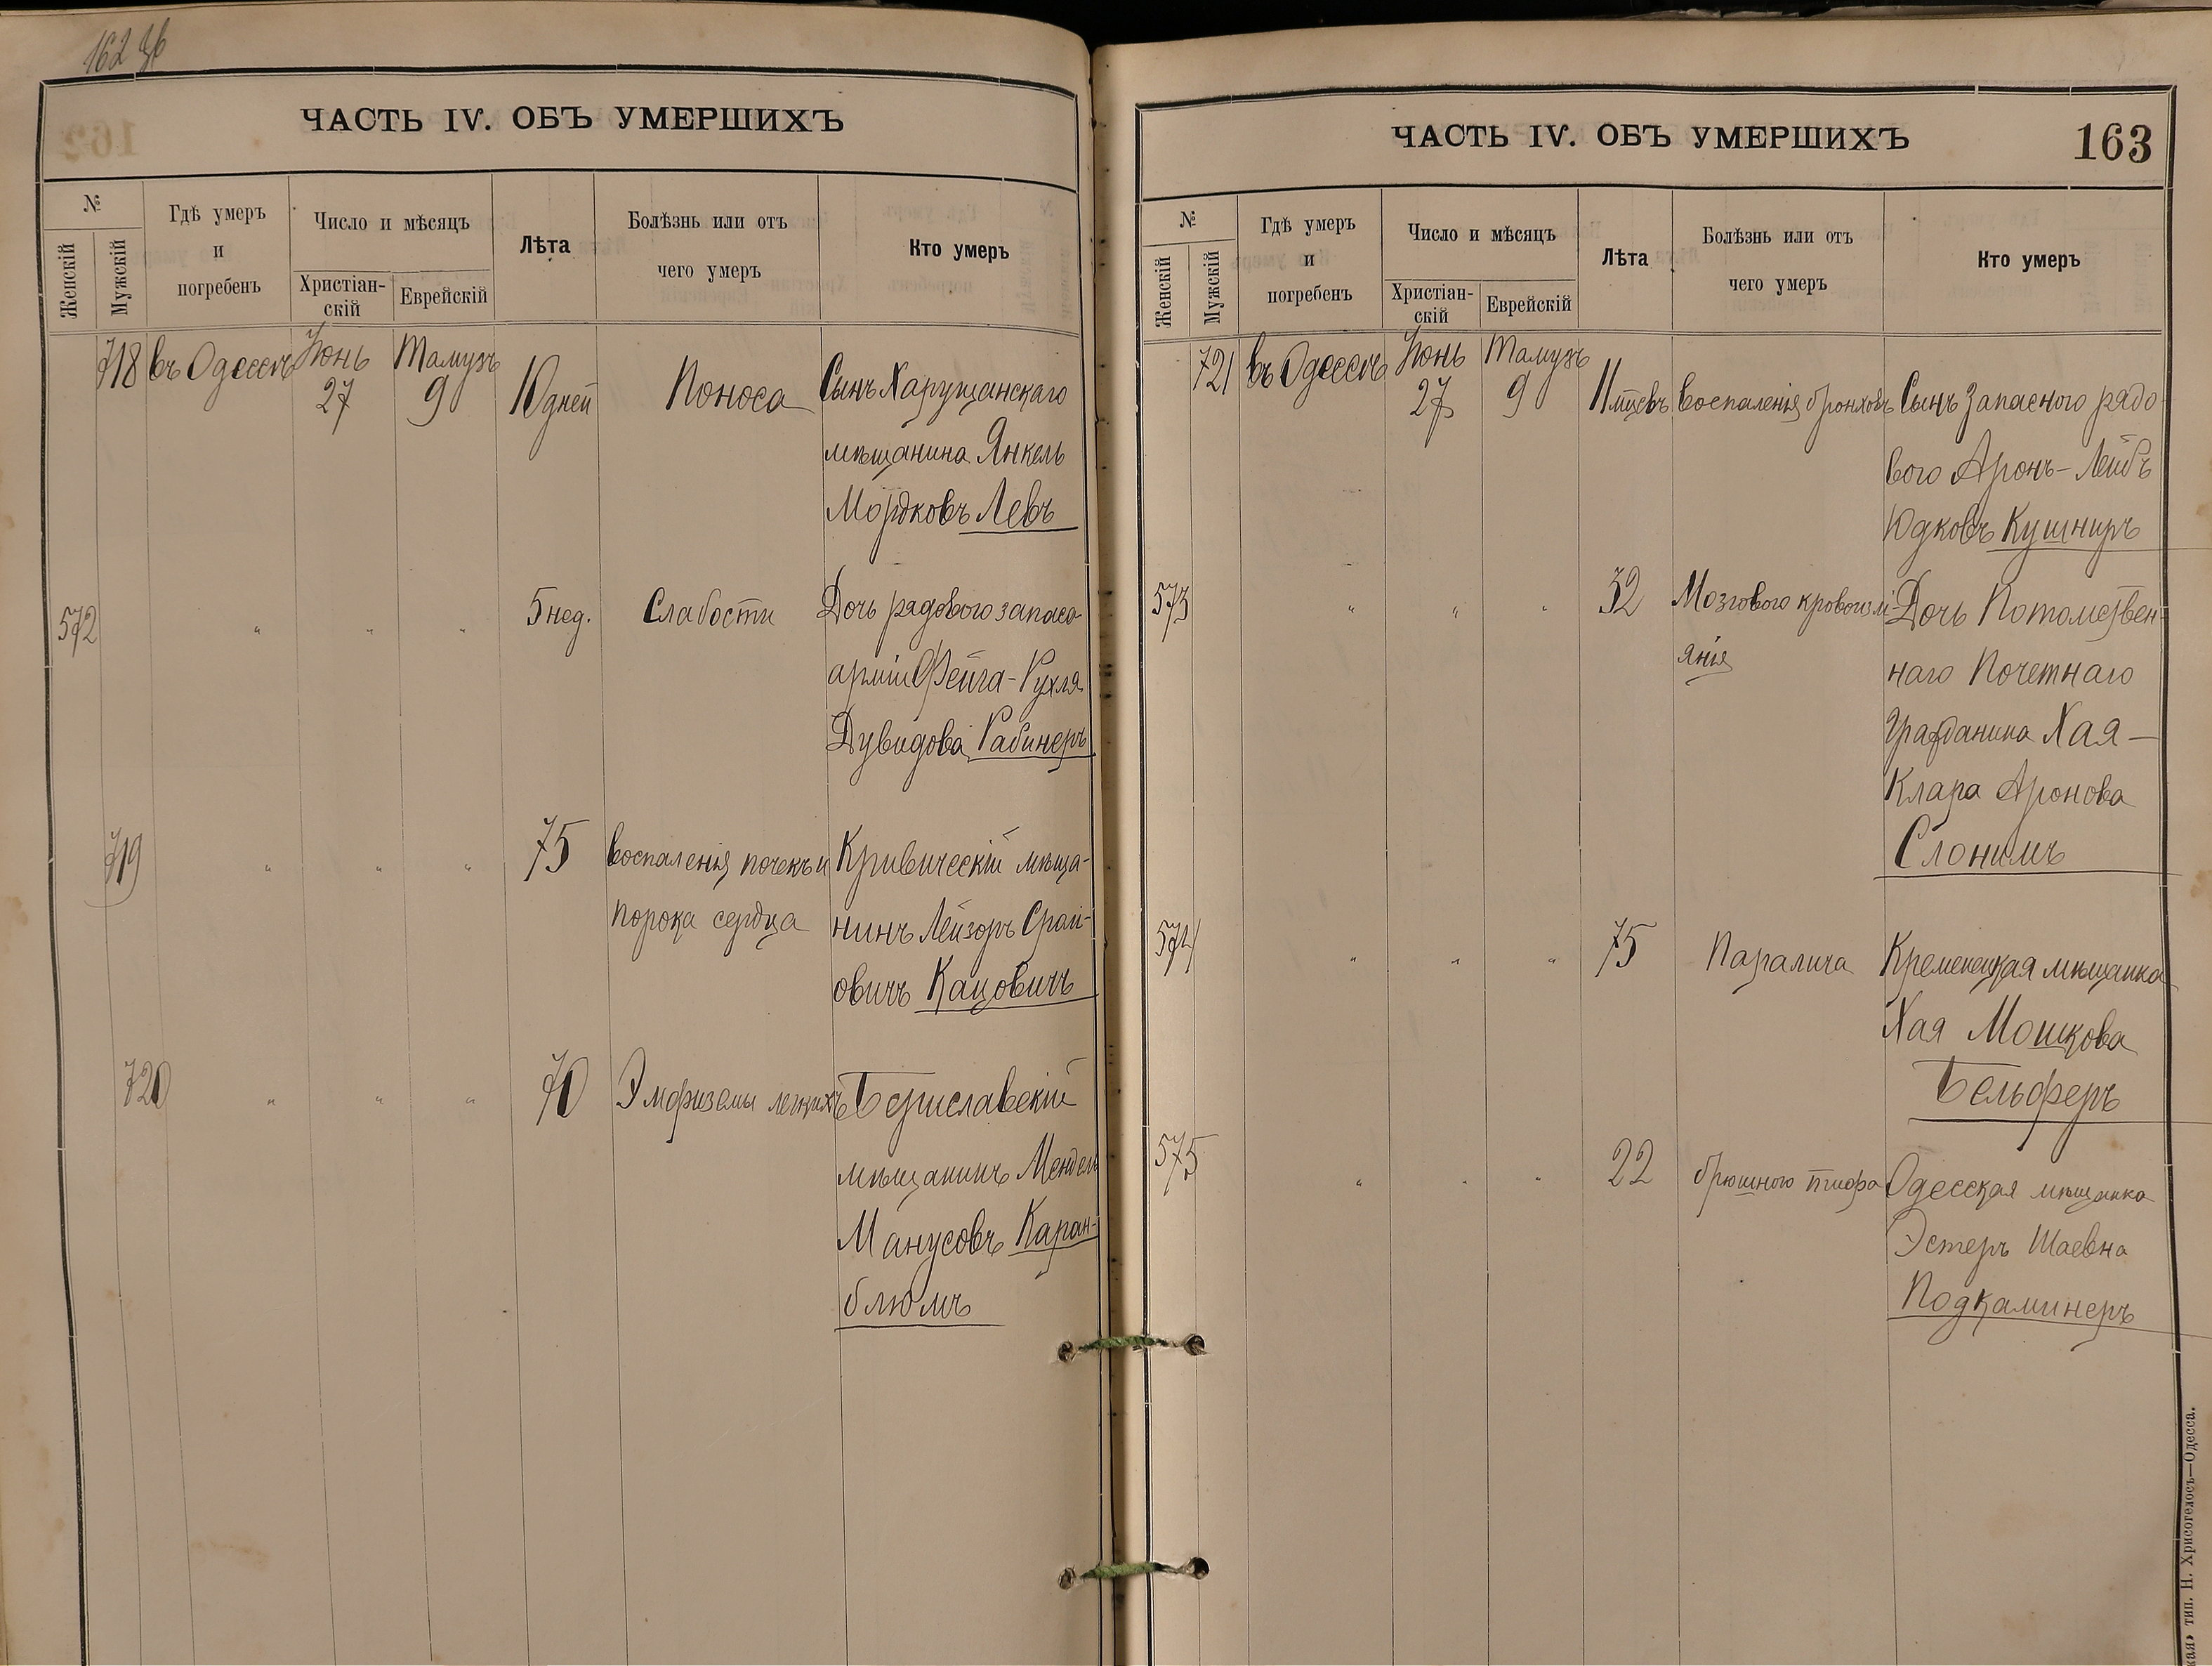 162 зб
ЧАСТЬ IV. ОБЪ УМЕРШИХЪ
№
Женскій
Мужскій
Гдѣ умеръ
и
погребенъ
Число и мѣсяцъ
Христіан-
скій
Еврейскій
Лѣта
Болѣзнь или отъ
чего умеръ
Кто умеръ
718 въ Одессѣ Іюнь 27 Тамузъ 9 10 дней Поноса Сынъ Харущанскаго
мѣщанина Янкель
Мордковъ Левъ
572 " " " 5 нед. Слабости Дочь рядового запаса
арміи Фейга-Рухля
Дувидова Рабинеръ
719 " " " 75 воспаленія почекъ и Кривическій мѣща-
порока сердца нинъ Лейзоръ Срол-
овичъ Кацовичъ
720 " " " 70 Эмфиземы легкихъ Бериславскій
мѣщанинъ Мендель
Манусовъ Каран-
блюмъ
ЧАСТЬ IV. ОБЪ УМЕРШИХЪ
163
№
Женскій
Мужскій
Гдѣ умеръ
и
погребенъ
Число и мѣсяцъ
Христіан-
скій
Еврейскій
Лѣта
Болѣзнь или отъ
чего умеръ
Кто умеръ
721 въ Одессѣ Іюнь 27 Тамузъ 9 11 мцевъ воспаленія бронховъ Сынъ запасного рядо-
вого Аронъ-Лейбъ
Юдковъ Кушниръ
573 " " " 32 Мозгового кровоизлі- Дочь Потомствен-
янія наго Почетнаго
Гражданина Хая-
Клара Аронова
Слонимъ
574 " " " 75 Паралича Кременецкая мѣщанка
Хая Мошкова
Бельферъ
575 " " " 22 брюшного тифа Одесская мѣщанка
Эстеръ Шаевна
Подкаминеръ
тип. Н. Хрисогелосъ—Одесса.